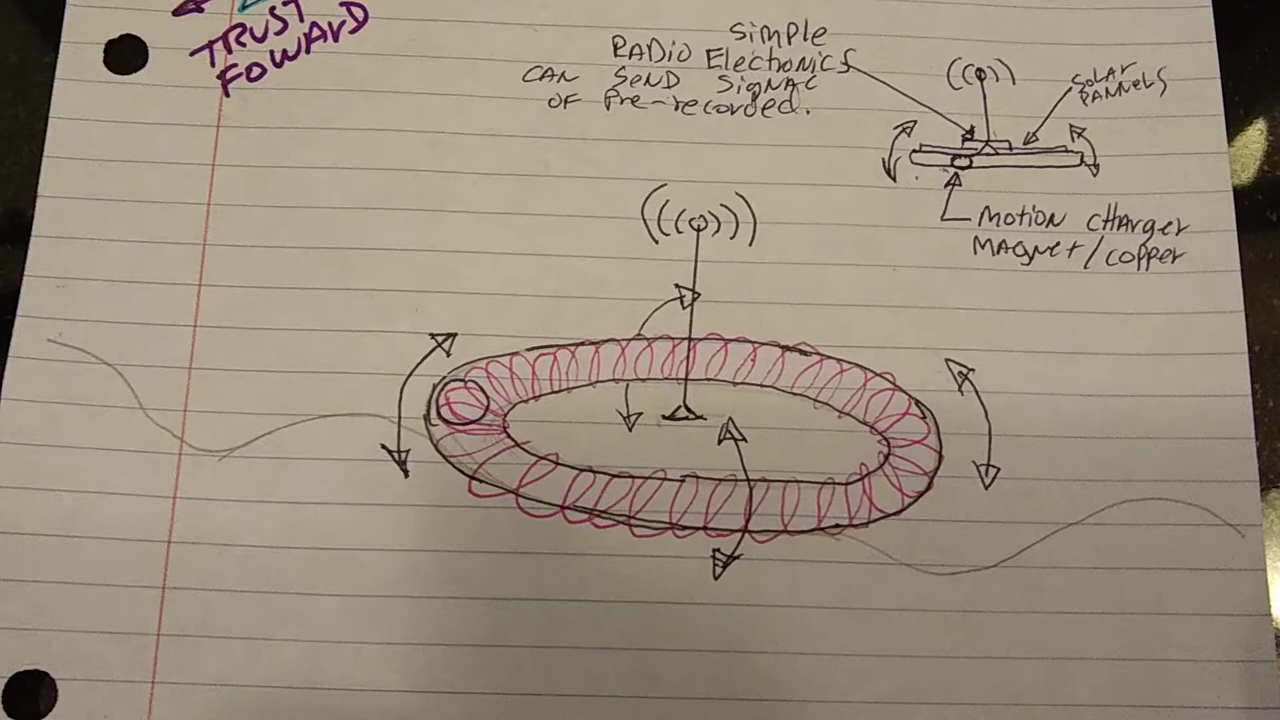 TRUST
FOWARD
Simple
RADiO Electronics
CAN SEND SigNAL
OF Pre-recorded.
SOLAR
PANNELS
MOTiON CHArger
MAgNet/copper